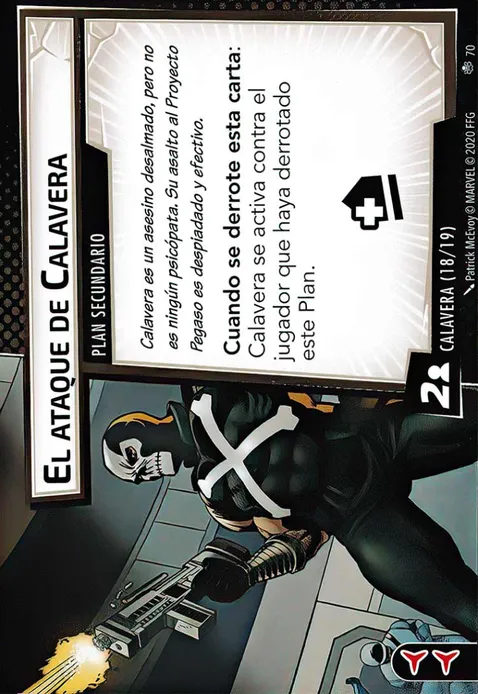 EL ATAQUE DE CALAVERA
PLAN SECUNDARIO
Calavera es un asesino desalmado, pero no
es ningún psicópata. Su asalto al Proyecto
Pegaso es despiadado y efectivo.
Cuando se derrote esta carta:
Calavera se activa contra el
jugador que haya derrotado
este Plan.
2
CALAVERA (18/19)
Patrick McEvoy © MARVEL © 2020 FFG
70